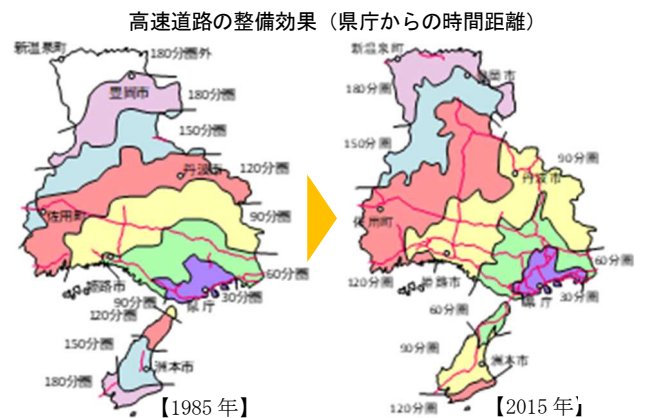 高速道路の整備効果（県庁からの時間距離）
新温泉町
180分圏外
豊岡市
180分圏
150分圏
120分圏
丹波市
佐用町
90分圏
60分圏
姫路市
30分圏
県庁
90分圏
120分圏
150分圏
洲本市
180分圏
【1985年】
新温泉町
豊岡市
180分圏
150分圏
90分圏
丹波市
佐用町
60分圏
120分圏
姫路市
30分圏
県庁
60分圏
90分圏
洲本市
120分圏
【2015年】